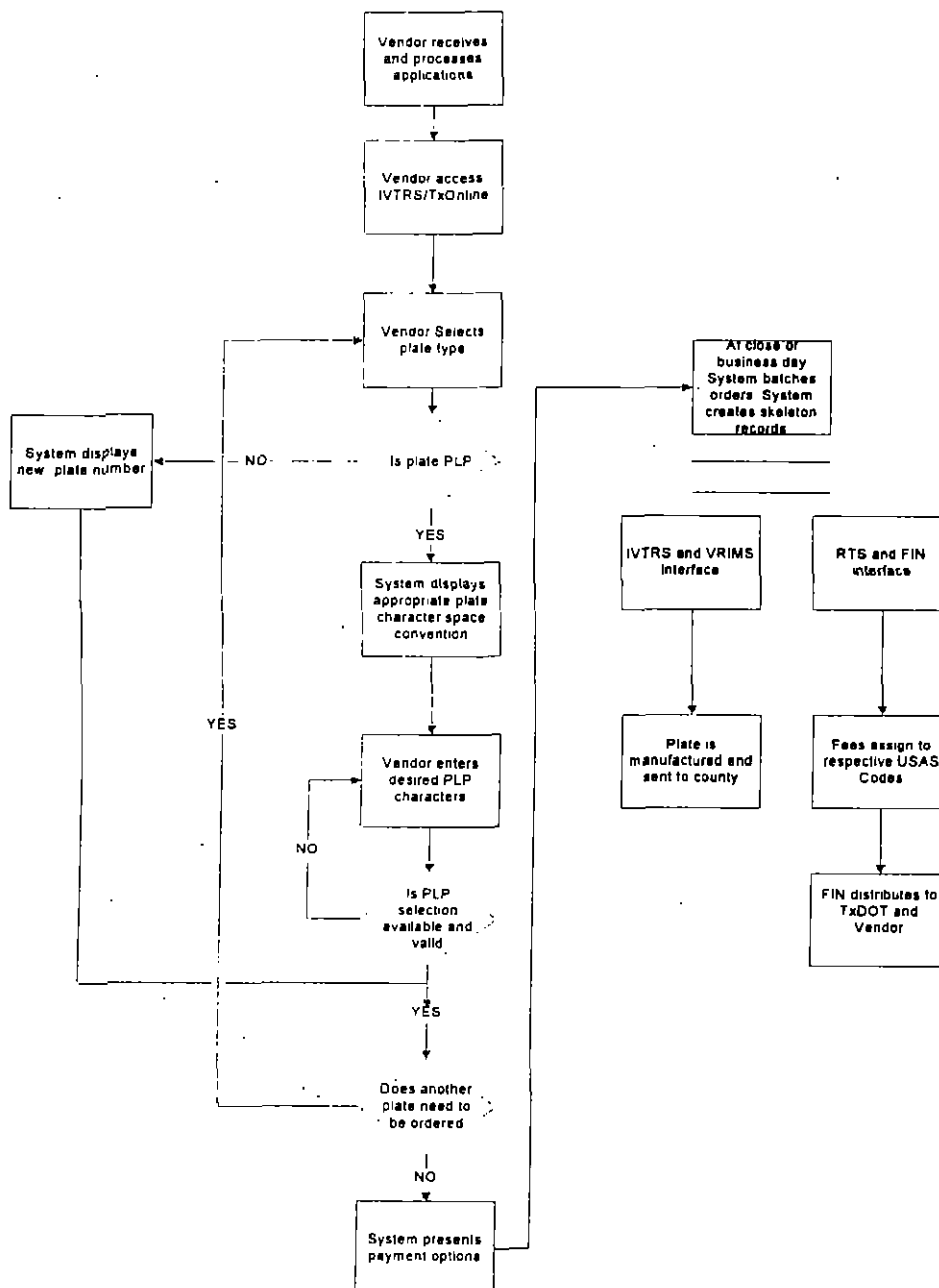 Vendor receives
and processes
applications
Vendor access
IVTRS/TxOnline
Vendor Selects
plate type
Is plate PLP
NO
System displays
new plate number
YES
System displays
appropriate plate
character space
convention
Vendor enters
desired PLP
characters
NO
Is PLP
selection
available and
valid
YES
YES
Does another
plate need to
be ordered
NO
System presents
payment options
At close of
business day
System batches
orders System
creates skeleton
records
IVTRS and VRIMS
Interface
Plate is
manufactured and
sent to county
RTS and FIN
interface
Fees assign to
respective USAS
Codes
FIN distributes to
TxDOT and
Vendor